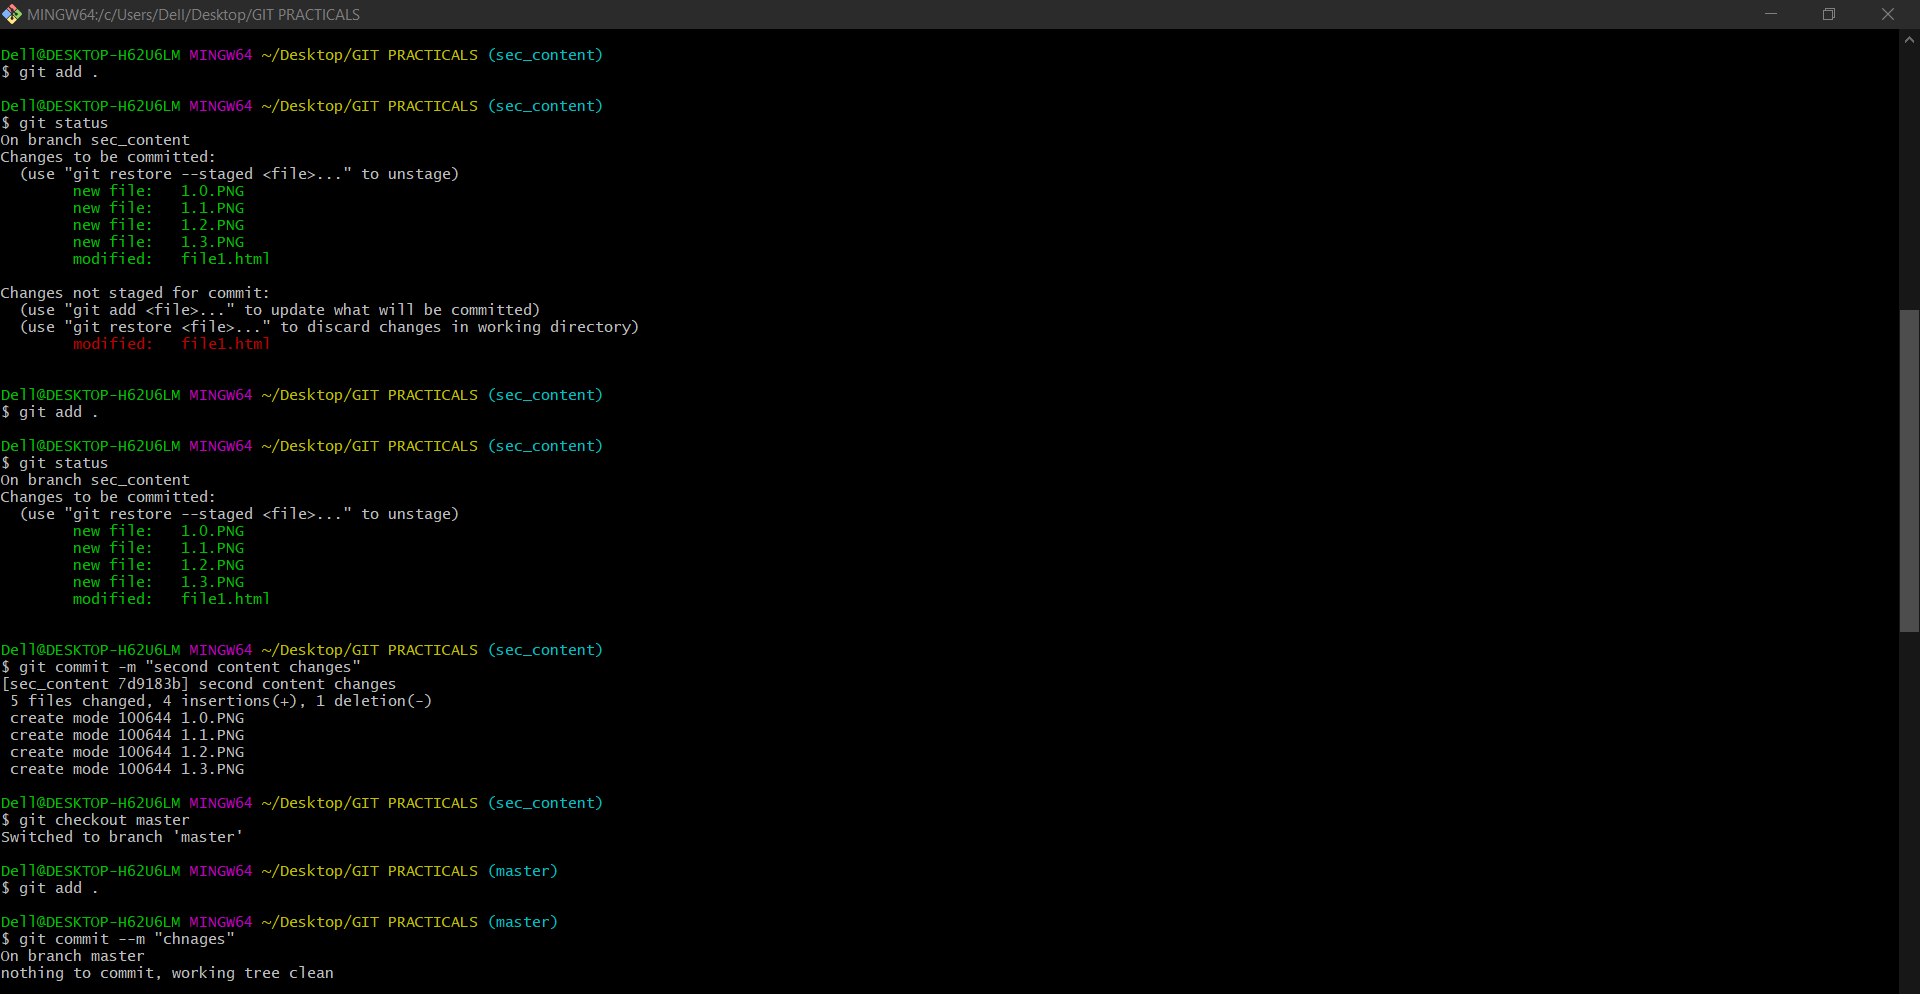 MINGW64:/c/Users/Dell/Desktop/GIT PRACTICALS
Dell@DESKTOP-H62U6LM MINGW64 ~/Desktop/GIT PRACTICALS (sec_content)
$ git add .
Dell@DESKTOP-H62U6LM MINGW64 ~/Desktop/GIT PRACTICALS (sec_content)
$ git status
On branch sec_content
Changes to be committed:
  (use "git restore --staged <file>..." to unstage)
        new file:   1.0.PNG
        new file:   1.1.PNG
        new file:   1.2.PNG
        new file:   1.3.PNG
        modified:   file1.html
Changes not staged for commit:
  (use "git add <file>..." to update what will be committed)
  (use "git restore <file>..." to discard changes in working directory)
        modified:   file1.html
Dell@DESKTOP-H62U6LM MINGW64 ~/Desktop/GIT PRACTICALS (sec_content)
$ git add .
Dell@DESKTOP-H62U6LM MINGW64 ~/Desktop/GIT PRACTICALS (sec_content)
$ git status
On branch sec_content
Changes to be committed:
  (use "git restore --staged <file>..." to unstage)
        new file:   1.0.PNG
        new file:   1.1.PNG
        new file:   1.2.PNG
        new file:   1.3.PNG
        modified:   file1.html
Dell@DESKTOP-H62U6LM MINGW64 ~/Desktop/GIT PRACTICALS (sec_content)
$ git commit -m "second content changes"
[sec_content 7d9183b] second content changes
 5 files changed, 4 insertions(+), 1 deletion(-)
 create mode 100644 1.0.PNG
 create mode 100644 1.1.PNG
 create mode 100644 1.2.PNG
 create mode 100644 1.3.PNG
Dell@DESKTOP-H62U6LM MINGW64 ~/Desktop/GIT PRACTICALS (sec_content)
$ git checkout master
Switched to branch 'master'
Dell@DESKTOP-H62U6LM MINGW64 ~/Desktop/GIT PRACTICALS (master)
$ git add .
Dell@DESKTOP-H62U6LM MINGW64 ~/Desktop/GIT PRACTICALS (master)
$ git commit --m "chnages"
On branch master
nothing to commit, working tree clean